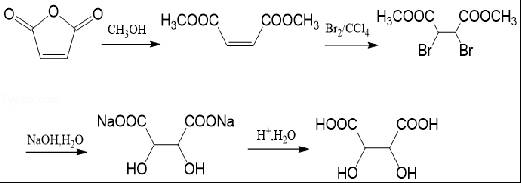 O O O CH₃OH H₃COOC COOCH₃ Br₂/CCl₄ H₃COOC COOCH₃
Br Br
NaOH,H₂O NaOOC COONa H⁺,H₂O HOOC COOH
HO OH HO OH